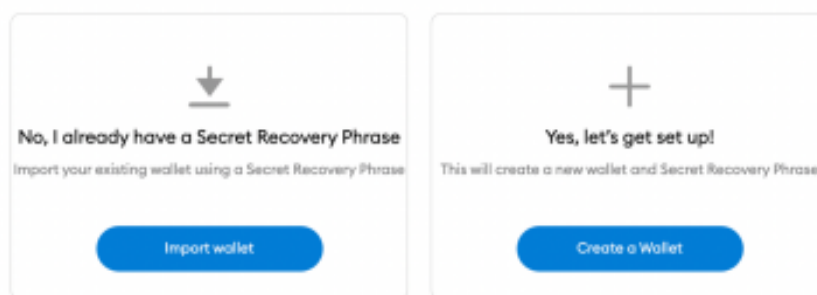 No, I already have a Secret Recovery Phrase
Import your existing wallet using a Secret Recovery Phrase
Import wallet
Yes, let's get set up!
This will create a new wallet and Secret Recovery Phrase
Create a Wallet